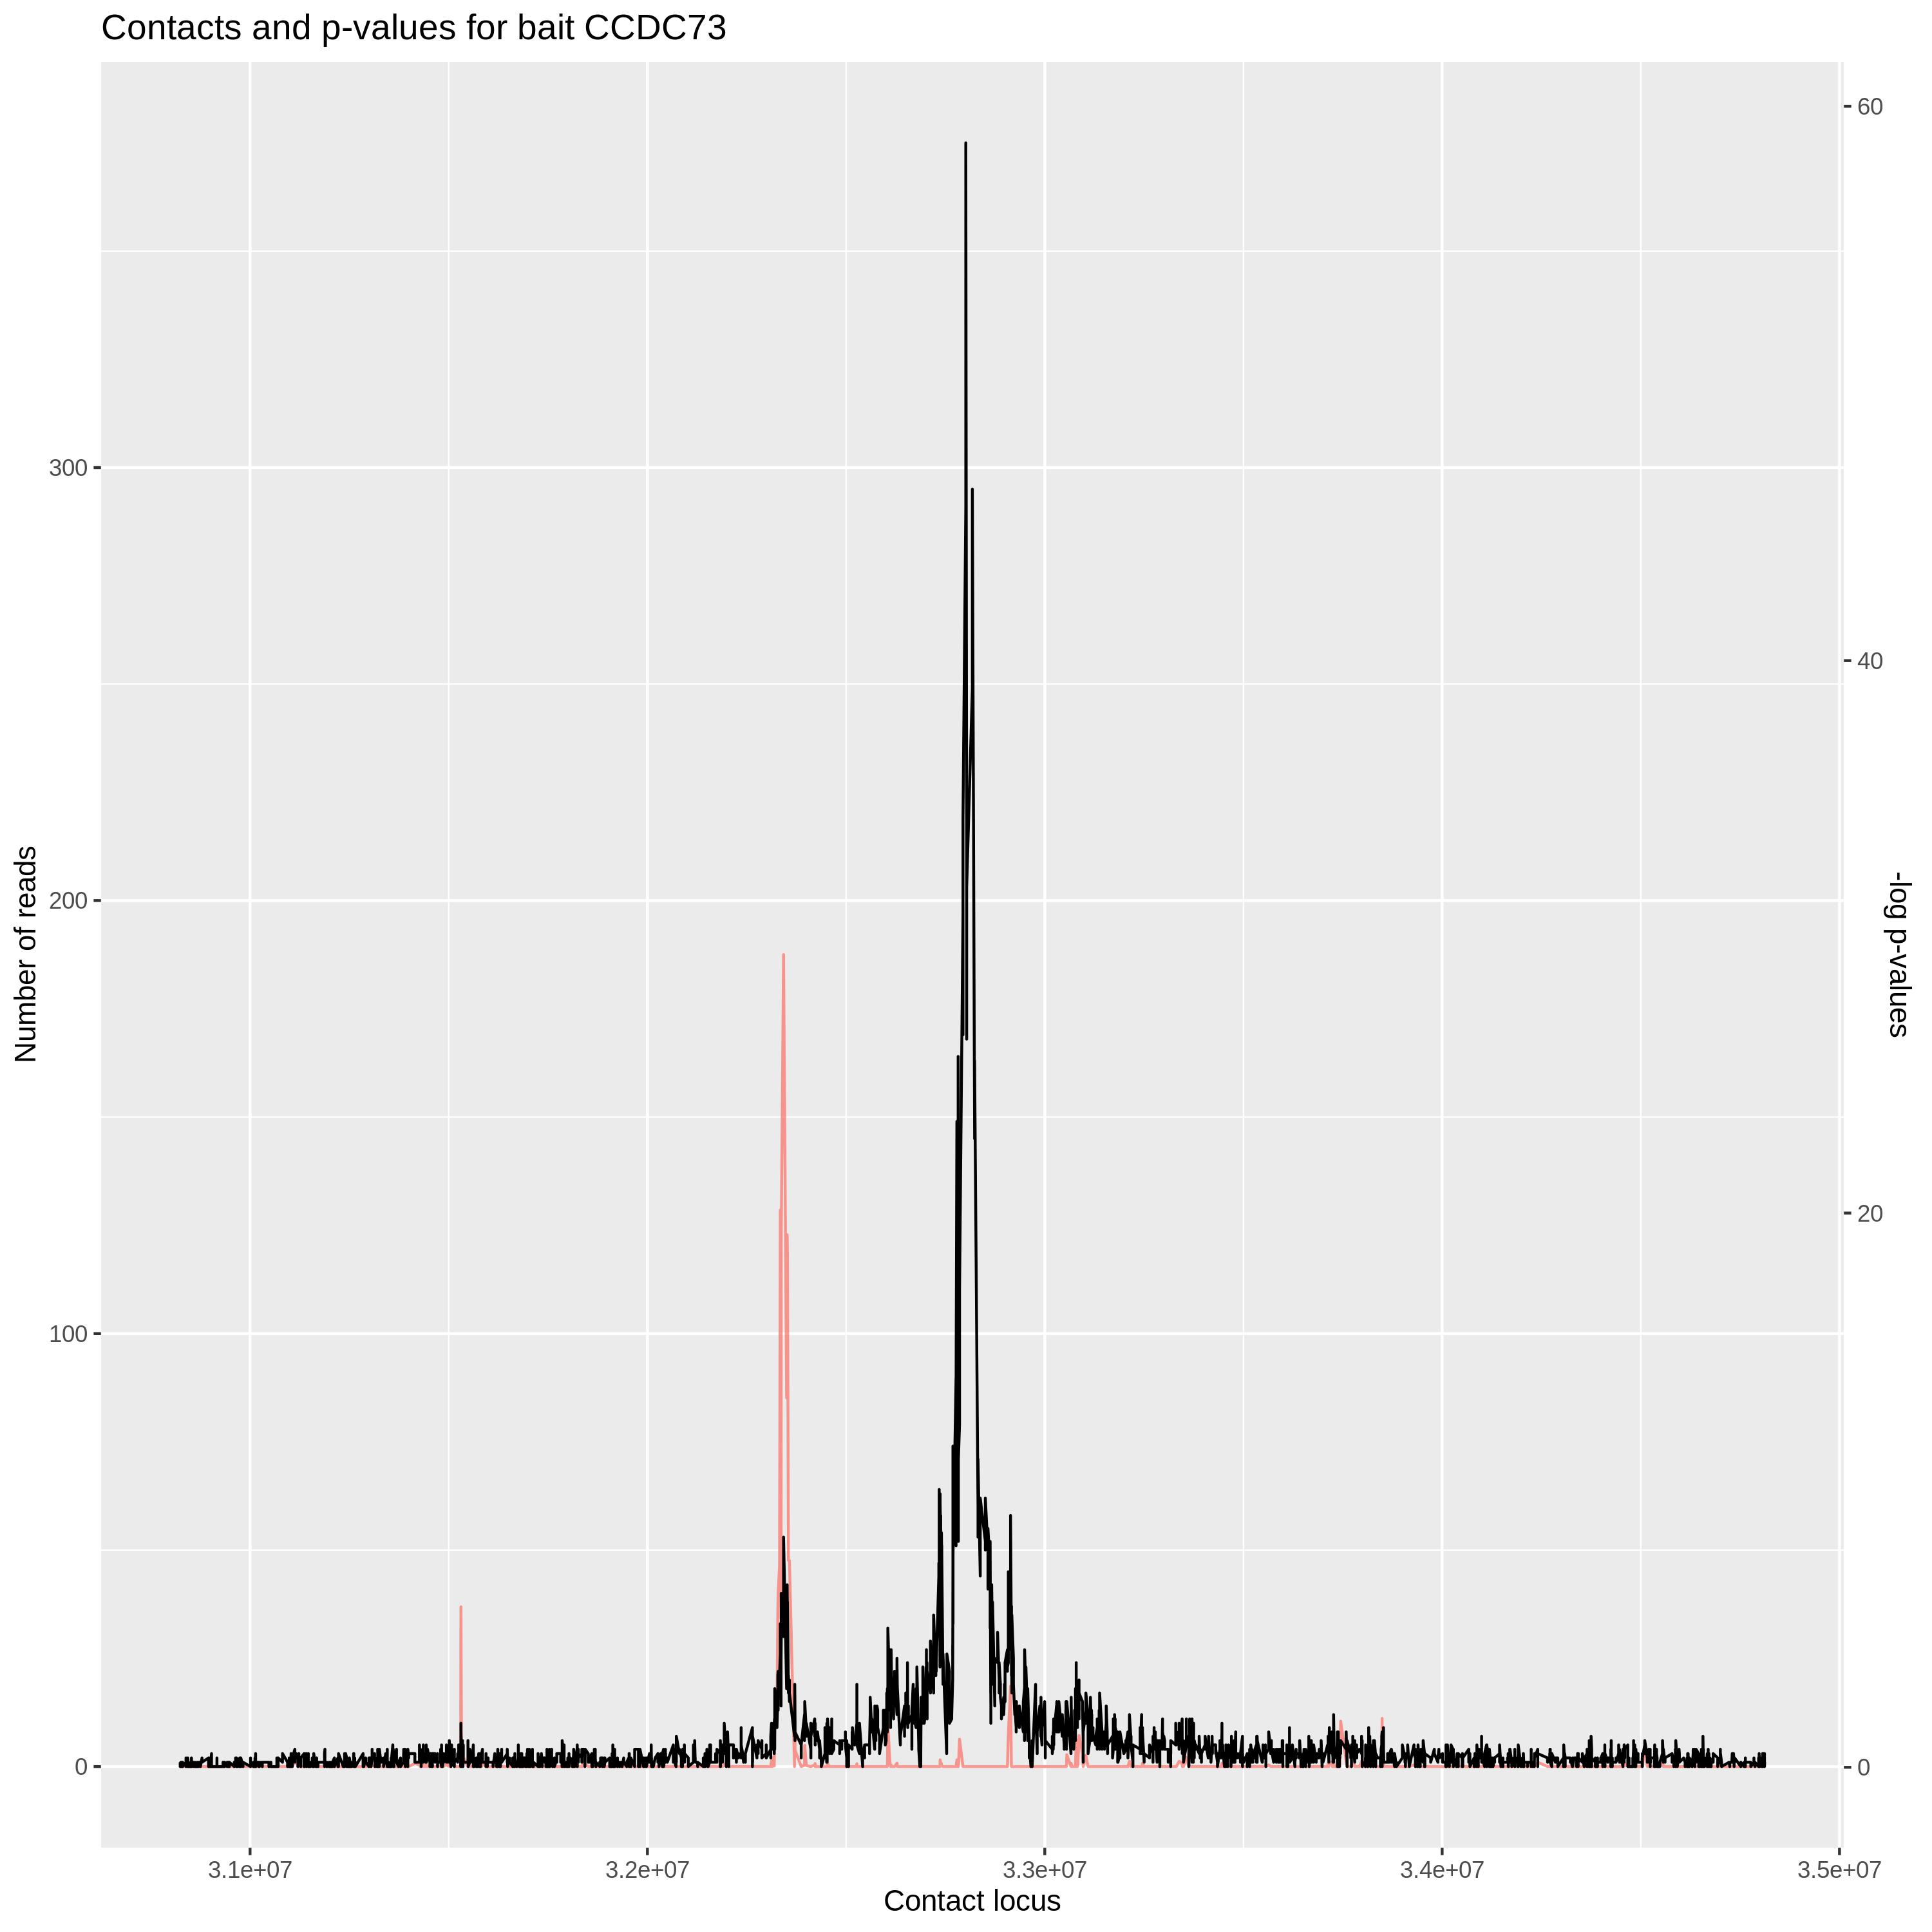 Contacts and p-values for bait CCDC73
60
300
40
200
Number of reads
-log p-values
20
100
0
0
3.1e+07
3.2e+07
3.3e+07
3.4e+07
3.5e+07
Contact locus